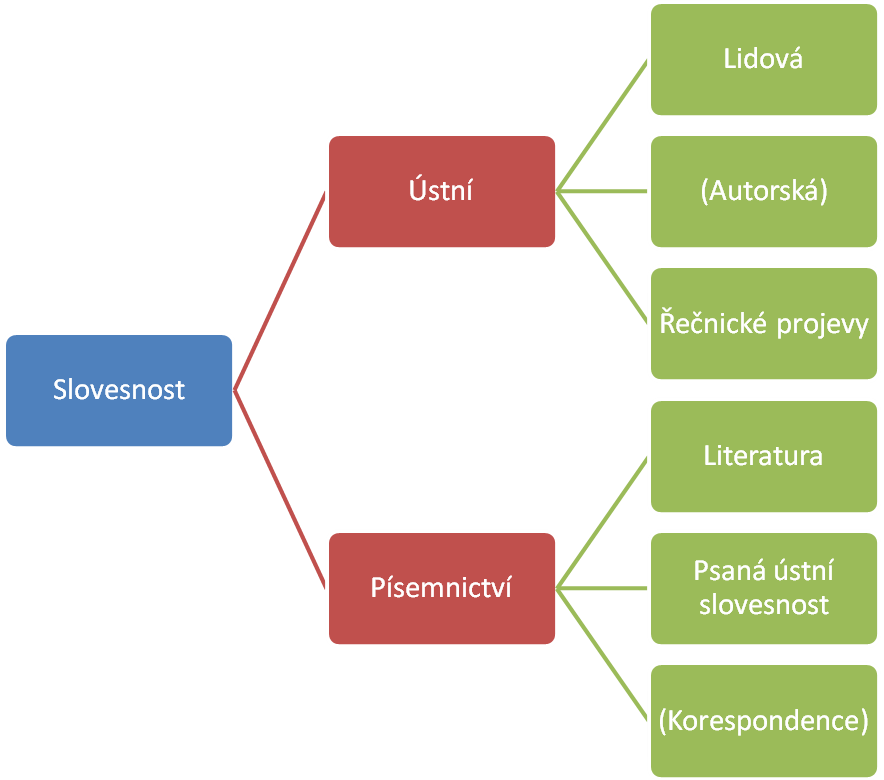 Lidová
Ústní
(Autorská)
Řečnické projevy
Slovesnost
Literatura
Písemnictví
Psaná ústní
slovesnost
(Korespondence)